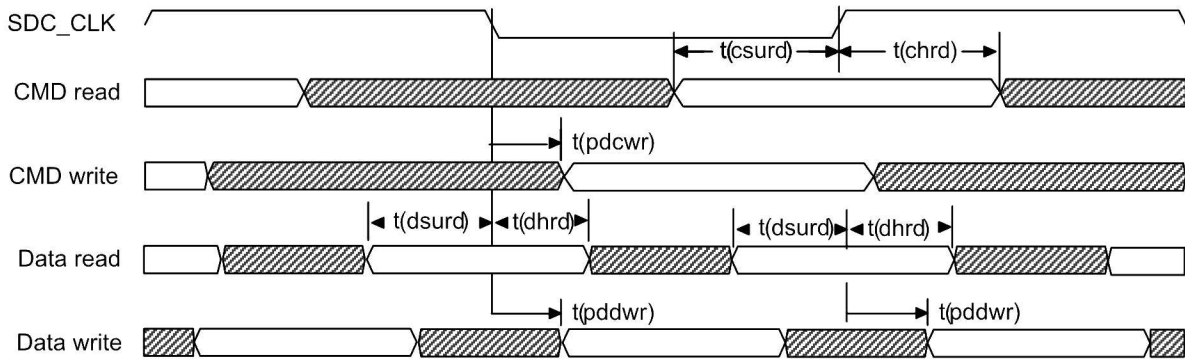 SDC_CLK
t(csurd) t(chrd)
CMD read
t(pdcwr)
CMD write
t(dsurd) t(dhrd) t(dsurd) t(dhrd)
Data read
t(pddwr) t(pddwr)
Data write